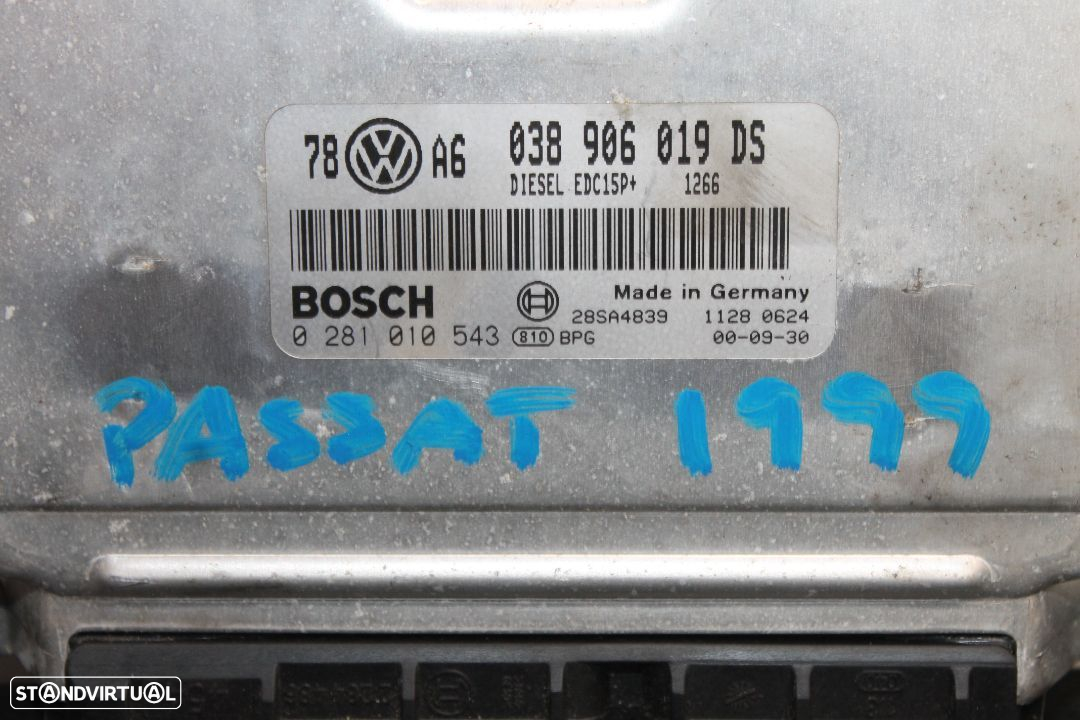 78 VW A6 038 906 019 DS
DIESEL EDC15P+ 1266
BOSCH
Made in Germany
28SA4839 1128 0624
0 281 010 543 810 BPG 00-09-30
PASSAT 1999
STANDVIRTUAL